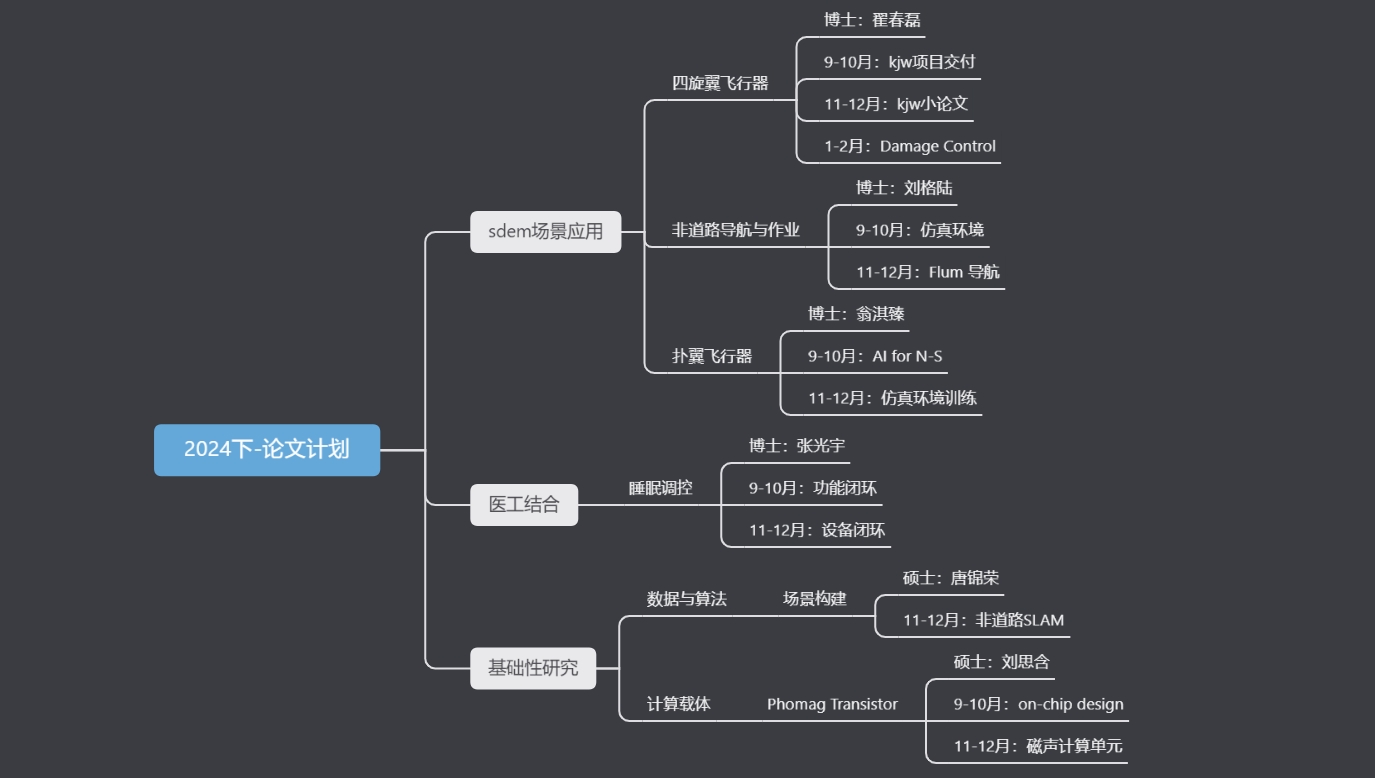 2024下-论文计划
sdem场景应用
四旋翼飞行器
博士：翟春磊
9-10月：kjw项目交付
11-12月：kjw小论文
1-2月：Damage Control
非道路导航与作业
博士：刘格陆
9-10月：仿真环境
11-12月：Flum 导航
扑翼飞行器
博士：翁淇臻
9-10月：AI for N-S
11-12月：仿真环境训练
医工结合
睡眠调控
博士：张光宇
9-10月：功能闭环
11-12月：设备闭环
基础性研究
数据与算法
场景构建
硕士：唐锦荣
11-12月：非道路SLAM
计算载体
Phomag Transistor
硕士：刘思含
9-10月：on-chip design
11-12月：磁声计算单元